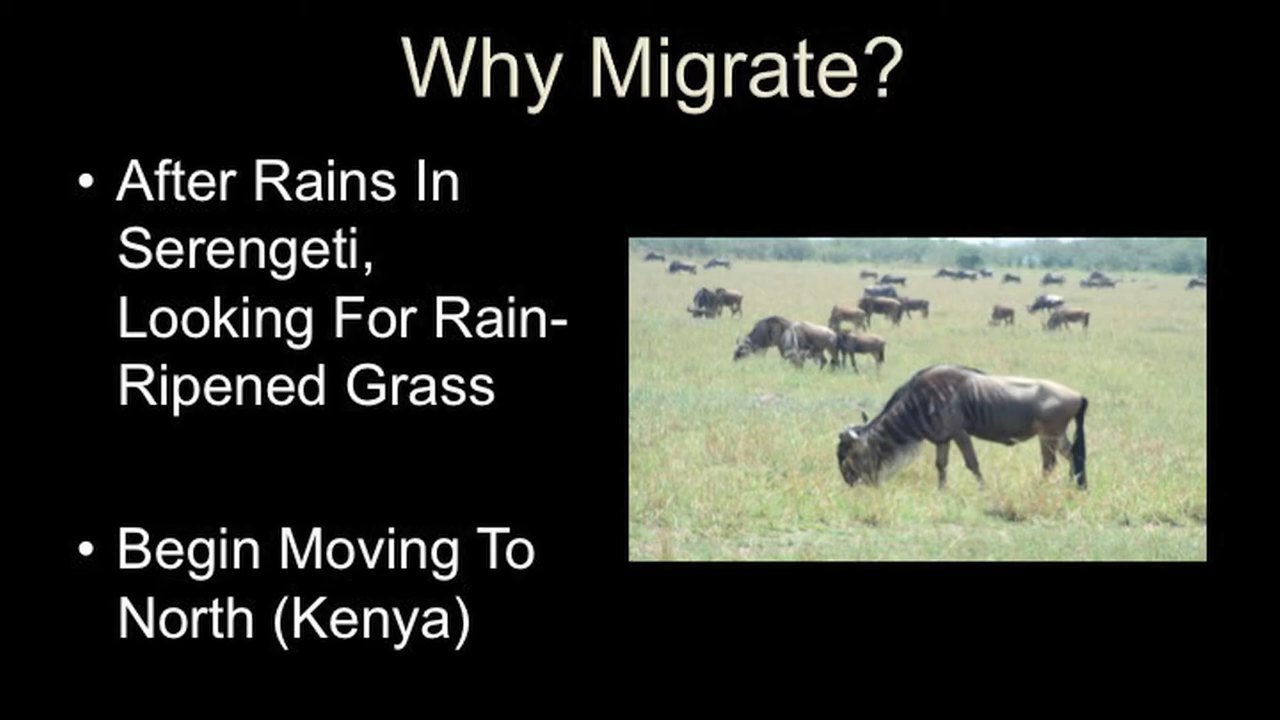 Why Migrate?
• After Rains In
Serengeti,
Looking For Rain-
Ripened Grass
• Begin Moving To
North (Kenya)